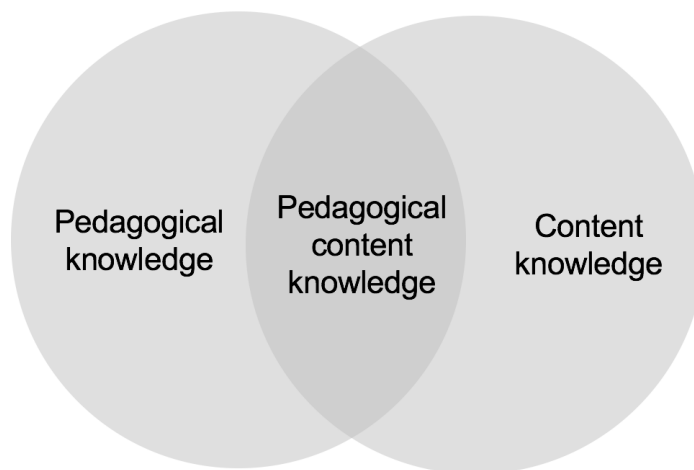 Pedagogical
knowledge
Pedagogical
content
knowledge
Content
knowledge